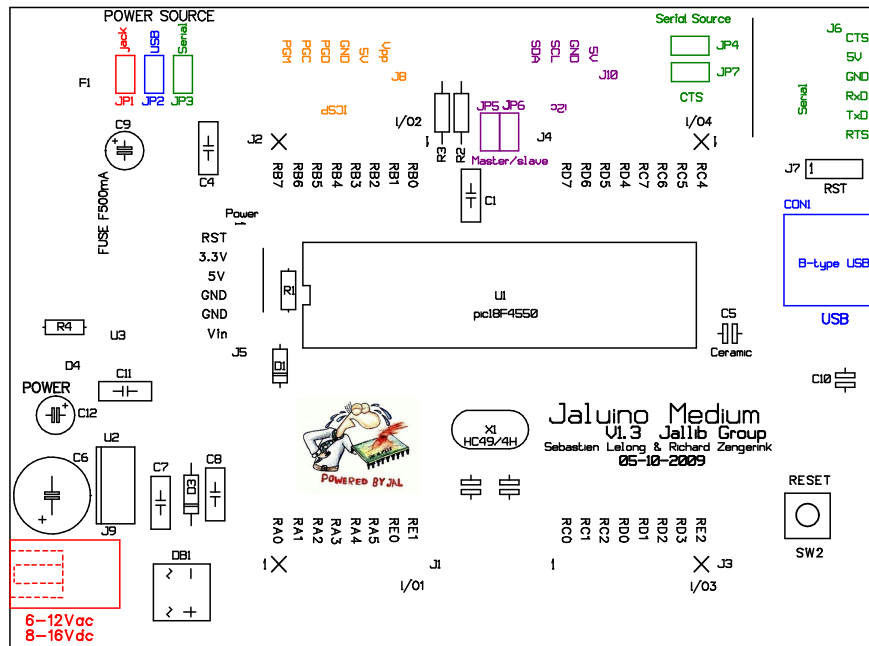 POWER SOURCE
Jack
USB
Serial
F1
JP1
JP2
JP3
PGM
PGC
PGD
GND
5V
Vpp
J8
ICSP
I/O2
SDA
SCL
GND
5V
J10
i2c
JP5
JP6
Master/slave
J4
R3
R2
1
Serial Source
JP4
JP7
CTS
I/O4
1
J6
CTS
5V
GND
RxD
TxD
RTS
Serial
J7
1
RST
C9
+
C4
J2
RB7
RB6
RB5
RB4
RB3
RB2
RB1
RB0
C1
RD7
RD6
RD5
RD4
RC7
RC6
RC5
RC4
FUSE F500mA
Power
1
RST
3.3V
5V
GND
GND
Vin
J5
R1
U1
pic18F4550
CON1
B-type USB
USB
C5
Ceramic
C10
R4
U3
D4
C11
D1
POWER
+
C12
U2
C6
+
J9
C7
D3
C8
POWERED BY JAL
X1
HC49/4H
Jaluino Medium
V1.3 Jallib Group
Sebastien Lelong & Richard Zengerink
05-10-2009
RESET
SW2
RA0
RA1
RA2
RA3
RA4
RA5
RE0
RE1
1
J1
I/O1
RC0
RC1
RC2
RD0
RD1
RD2
RD3
RE2
1
J3
I/O3
DB1
~ -
~ +
6-12Vac
8-16Vdc